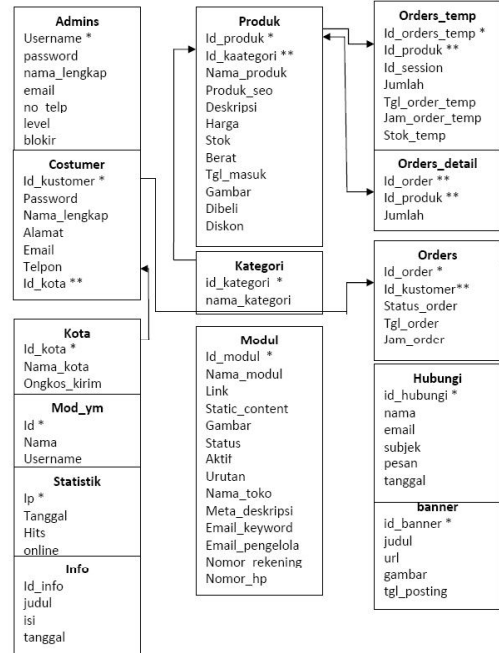 Admins
Username *
password
nama_lengkap
email
no_telp
level
blokir
Costumer
Id_kustomer *
Password
Nama_lengkap
Alamat
Email
Telpon
Id_kota **
Kota
Id_kota *
Nama_kota
Ongkos_kirim
Mod_ym
Id *
Nama
Username
Statistik
Ip *
Tanggal
Hits
online
Info
Id_info
judul
isi
tanggal
Produk
Id_produk *
Id_kaategori **
Nama_produk
Produk_seo
Deskripsi
Harga
Stok
Berat
Tgl_masuk
Gambar
Dibeli
Diskon
Kategori
id_kategori *
nama_kategori
Modul
Id_modul *
Nama_modul
Link
Static_content
Gambar
Status
Aktif
Urutan
Nama_toko
Meta_deskripsi
Email_keyword
Email_pengelola
Nomor_rekening
Nomor_hp
Orders_temp
Id_orders_temp *
Id_produk **
Id_session
Jumlah
Tgl_order_temp
Jam_order_temp
Stok_temp
Orders_detail
Id_order **
Id_produk **
Jumlah
Orders
Id_order *
Id_kustomer**
Status_order
Tgl_order
Jam_order
Hubungi
id_hubungi *
nama
email
subjek
pesan
tanggal
banner
id_banner *
judul
url
gambar
tgl_posting